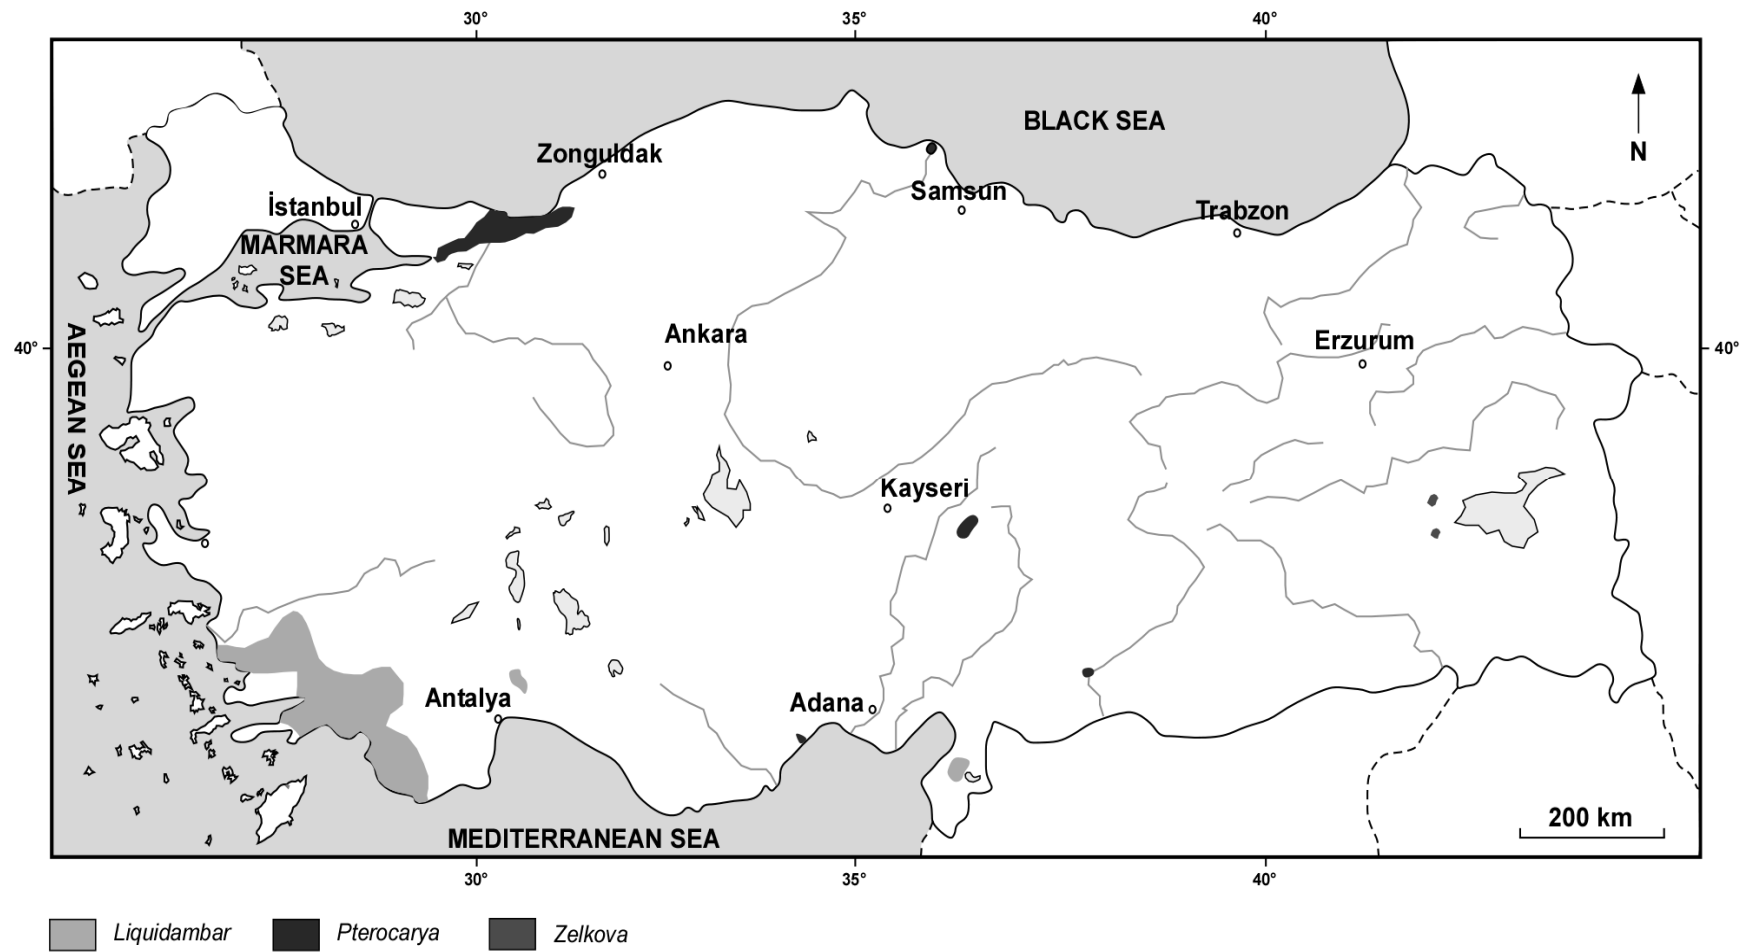 30°
35°
40°
BLACK SEA
N
Zonguldak
Samsun
İstanbul
Trabzon
MARMARA
SEA
AEGEAN SEA
Ankara
Erzurum
40°
40°
Kayseri
Antalya
Adana
200 km
MEDITERRANEAN SEA
30°
35°
40°
Liquidambar
Pterocarya
Zelkova